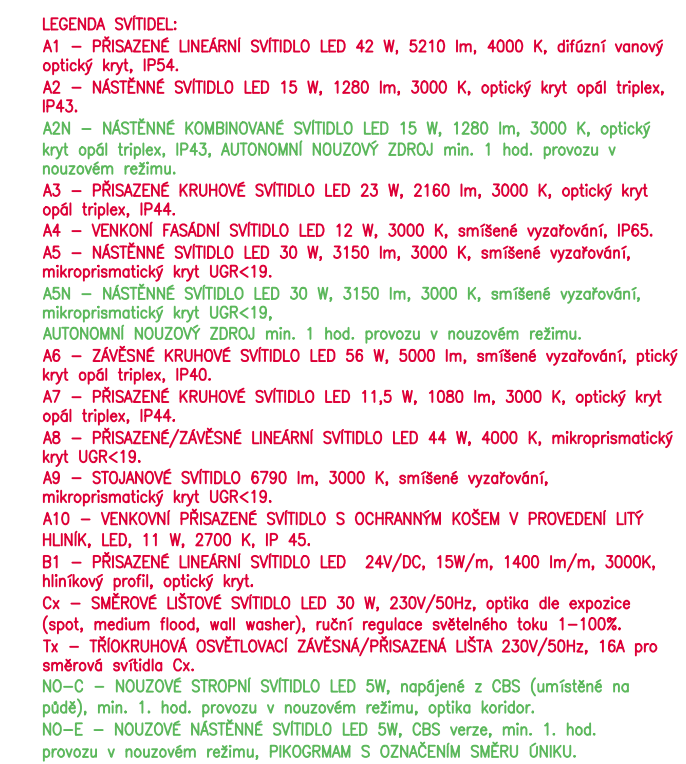 LEGENDA SVÍTIDEL:
A1 – PŘISAZENÉ LINEÁRNÍ SVÍTIDLO LED 42 W, 5210 lm, 4000 K, difúzní vanový
optický kryt, IP54.
A2 – NÁSTĚNNÉ SVÍTIDLO LED 15 W, 1280 lm, 3000 K, optický kryt opál triplex,
IP43.
A2N – NÁSTĚNNÉ KOMBINOVANÉ SVÍTIDLO LED 15 W, 1280 lm, 3000 K, optický
kryt opál triplex, IP43, AUTONOMNÍ NOUZOVÝ ZDROJ min. 1 hod. provozu v
nouzovém režimu.
A3 – PŘISAZENÉ KRUHOVÉ SVÍTIDLO LED 23 W, 2160 lm, 3000 K, optický kryt
opál triplex, IP44.
A4 – VENKONÍ FASÁDNÍ SVÍTIDLO LED 12 W, 3000 K, smíšené vyzařování, IP65.
A5 – NÁSTĚNNÉ SVÍTIDLO LED 30 W, 3150 lm, 3000 K, smíšené vyzařování,
mikroprismatický kryt UGR<19.
A5N – NÁSTĚNNÉ SVÍTIDLO LED 30 W, 3150 lm, 3000 K, smíšené vyzařování,
mikroprismatický kryt UGR<19,
AUTONOMNÍ NOUZOVÝ ZDROJ min. 1 hod. provozu v nouzovém režimu.
A6 – ZÁVĚSNÉ KRUHOVÉ SVÍTIDLO LED 56 W, 5000 lm, smíšené vyzařování, ptický
kryt opál triplex, IP40.
A7 – PŘISAZENÉ KRUHOVÉ SVÍTIDLO LED 11,5 W, 1080 lm, 3000 K, optický kryt
opál triplex, IP44.
A8 – PŘISAZENÉ/ZÁVĚSNÉ LINEÁRNÍ SVÍTIDLO LED 44 W, 4000 K, mikroprismatický
kryt UGR<19.
A9 – STOJANOVÉ SVÍTIDLO 6790 lm, 3000 K, smíšené vyzařování,
mikroprismatický kryt UGR<19.
A10 – VENKOVNÍ PŘISAZENÉ SVÍTIDLO S OCHRANNÝM KOŠEM V PROVEDENÍ LITÝ
HLINÍK, LED, 11 W, 2700 K, IP 45.
B1 – PŘISAZENÉ LINEÁRNÍ SVÍTIDLO LED  24V/DC, 15W/m, 1400 lm/m, 3000K,
hliníkový profil, optický kryt.
Cx – SMĚROVÉ LIŠTOVÉ SVÍTIDLO LED 30 W, 230V/50Hz, optika dle expozice
(spot, medium flood, wall washer), ruční regulace světelného toku 1–100%.
Tx – TŘÍOKRUHOVÁ OSVĚTLOVACÍ ZÁVĚSNÁ/PŘISAZENÁ LIŠTA 230V/50Hz, 16A pro
směrová svítidla Cx.
NO–C – NOUZOVÉ STROPNÍ SVÍTIDLO LED 5W, napájené z CBS (umístěné na
půdě), min. 1. hod. provozu v nouzovém režimu, optika koridor.
NO–E – NOUZOVÉ NÁSTĚNNÉ SVÍTIDLO LED 5W, CBS verze, min. 1. hod.
provozu v nouzovém režimu, PIKOGRMAM S OZNAČENÍM SMĚRU ÚNIKU.